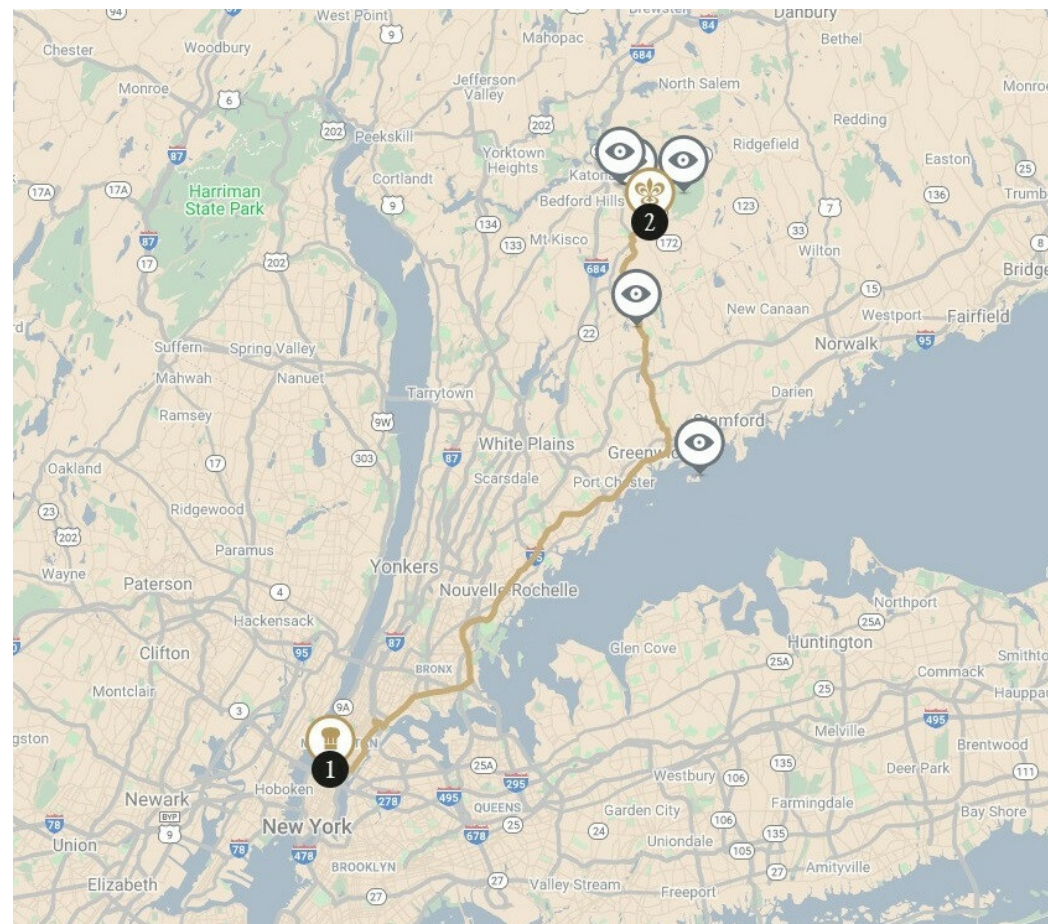 94
West Point
9
Brewster
84
Danbury
Chester
Woodbury
Mahopac
684
Bethel
Monroe
6
Jefferson
Valley
North Salem
Monroe
202
Peekskill
202
Redding
87
Yorktown
Heights
Ridgefield
Easton
25
17A
17A
Harriman
State Park
Cortlandt
Bedford Hills
136
Trumb
9
134
123
7
2
87
133
Mt Kisco
172
33
17
202
684
Wilton
8
Bridge
15
New Canaan
Westport
Fairfield
Suffern
Spring Valley
22
95
Norwalk
Mahwah
Nanuet
Tarrytown
Darien
Ramsey
9W
Stamford
White Plains
Oakland
17
303
87
Scarsdale
Port Chester
23
Ridgewood
202
Paramus
95
Wayne
Yonkers
Paterson
4
Nouvelle-Rochelle
Northport
Hackensack
25A
95
87
Glen Cove
Huntington
Clifton
BRONX
25A
Smithto
Commack
Montclair
3
9A
25
Hauppau
495
1
25A
Melville
Brentwood
Hoboken
295
Westbury
106
135
Deer Park
111
Newark
278
495
QUEENS
Garden City
Farmingdale
BYP
9
New York
25
106
Bay Shore
78
678
24
Union
78
478
Uniondale
135
105
BROOKLYN
Amityville
27
27
27
Elizabeth
Valley Stream
Freeport